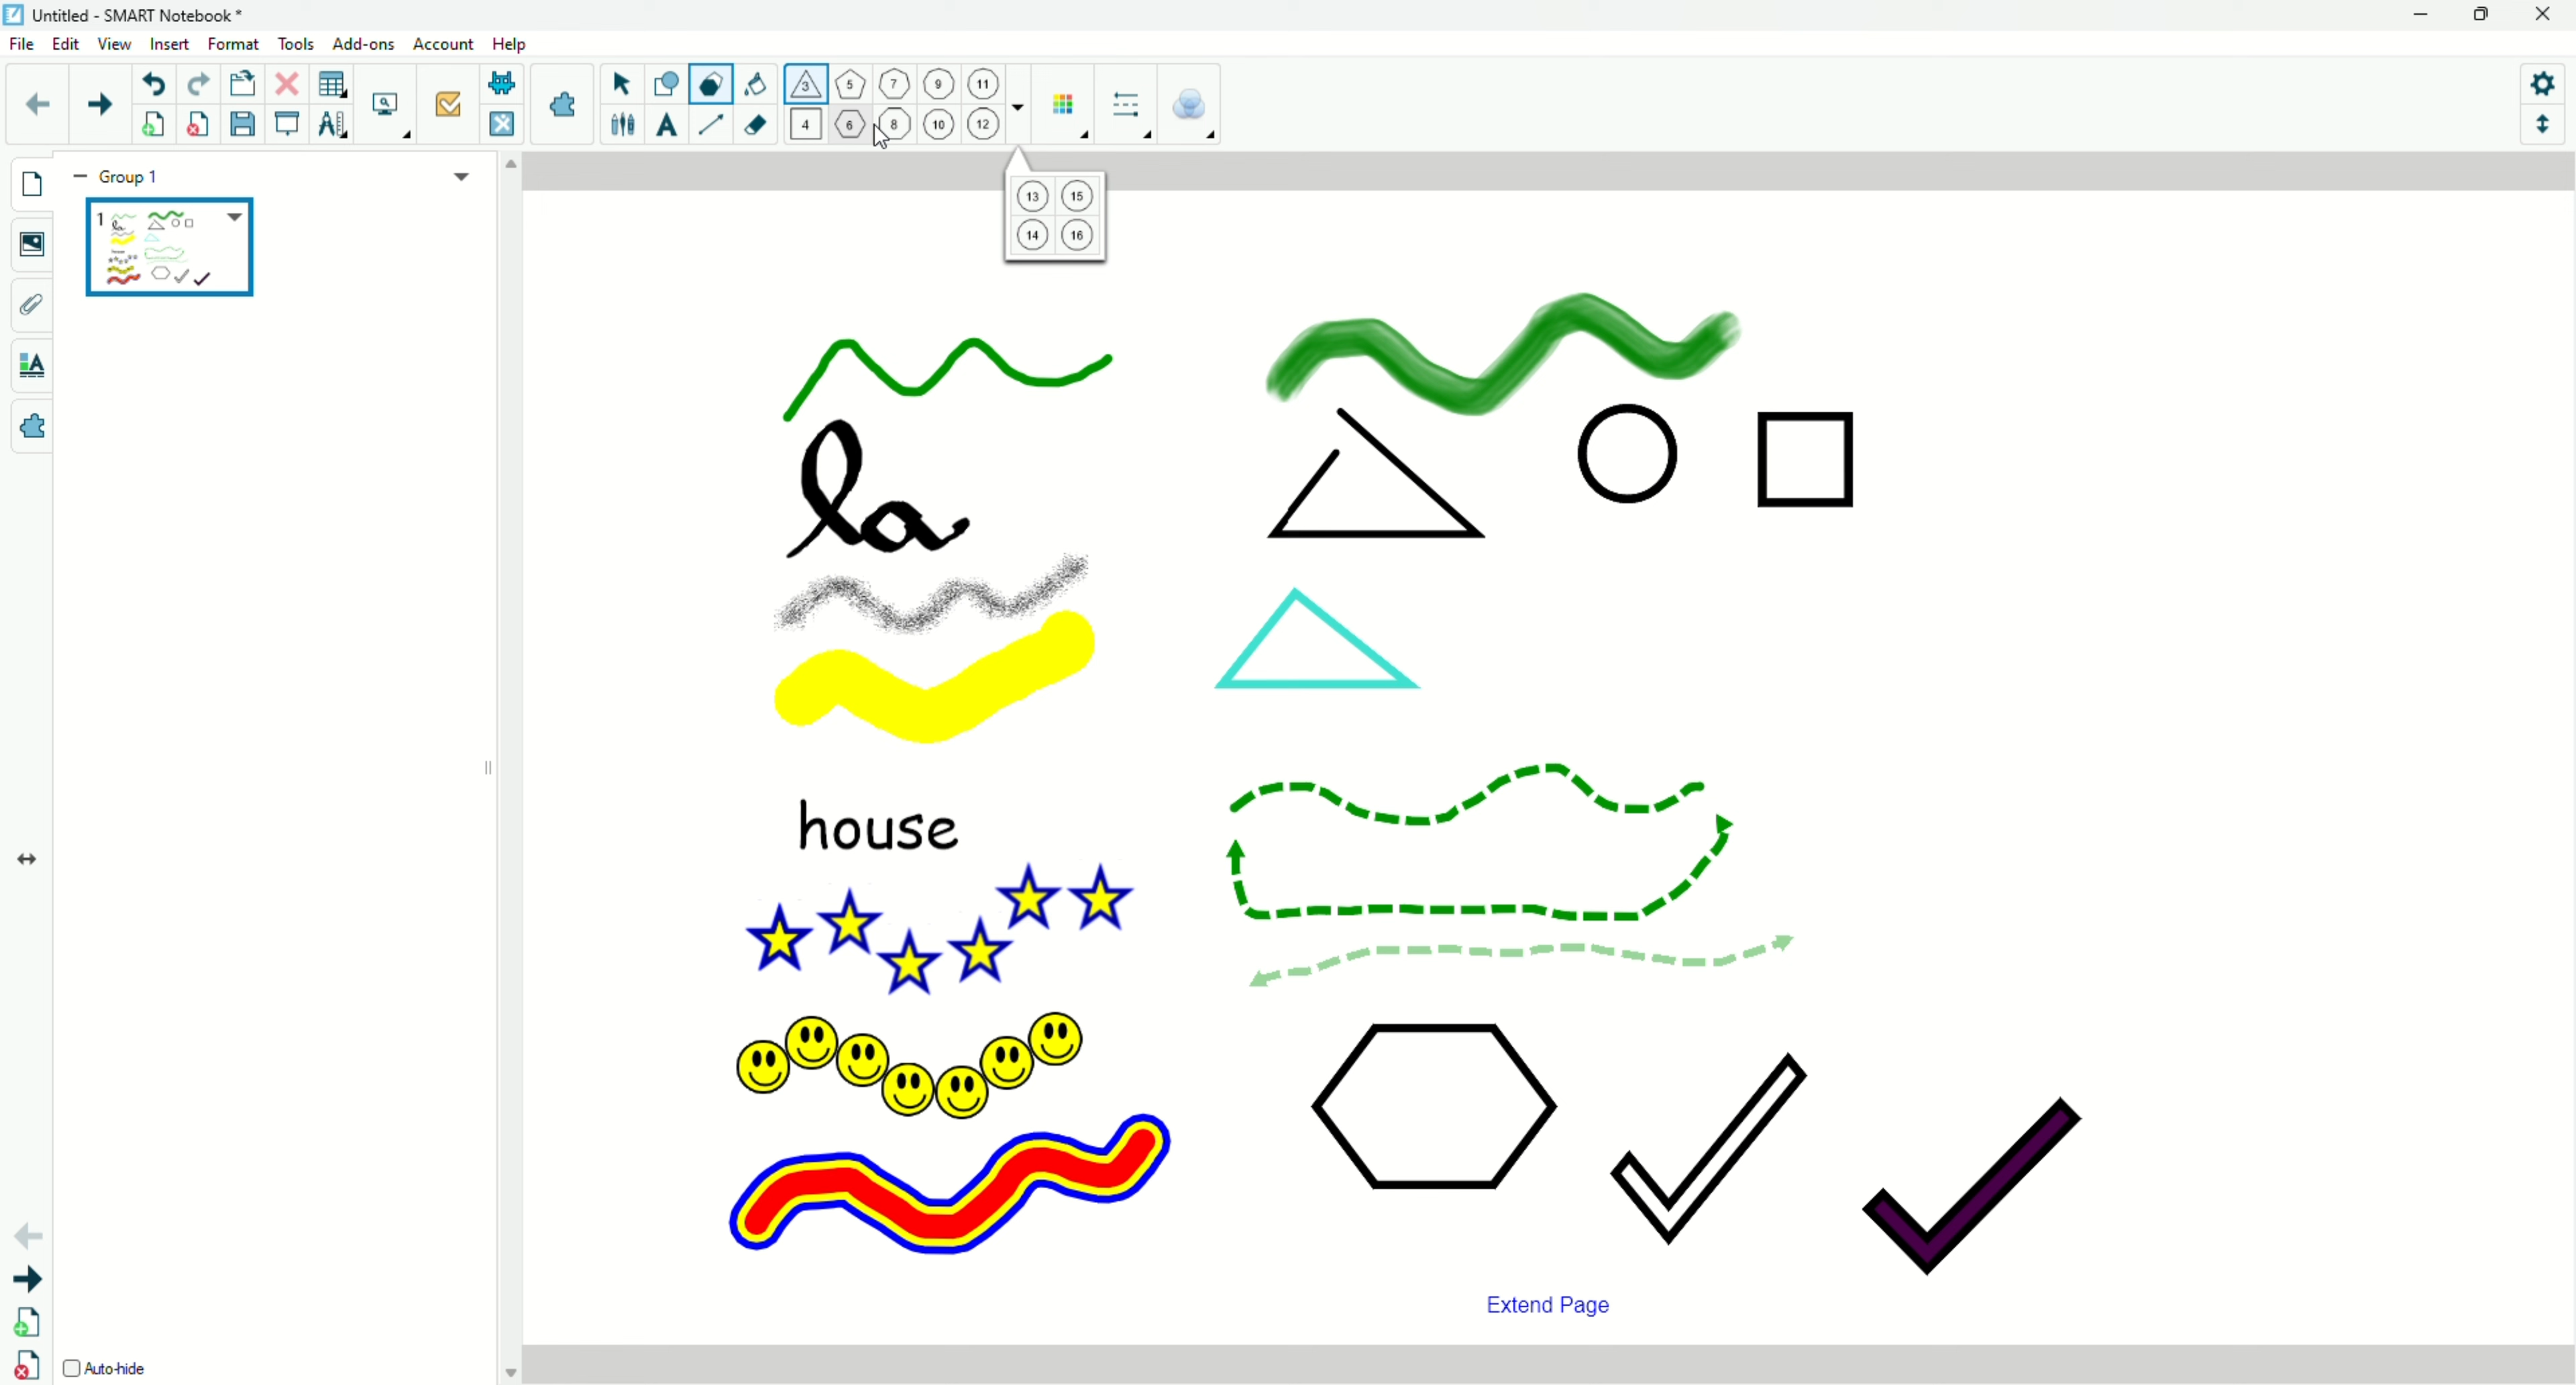 Untitled - SMART Notebook *
File Edit View Insert Format Tools Add-ons Account Help
3 5 7 9 11
4 6 8 10 12
13 15
14 16
Group 1
1
la
house
Extend Page
Auto-hide